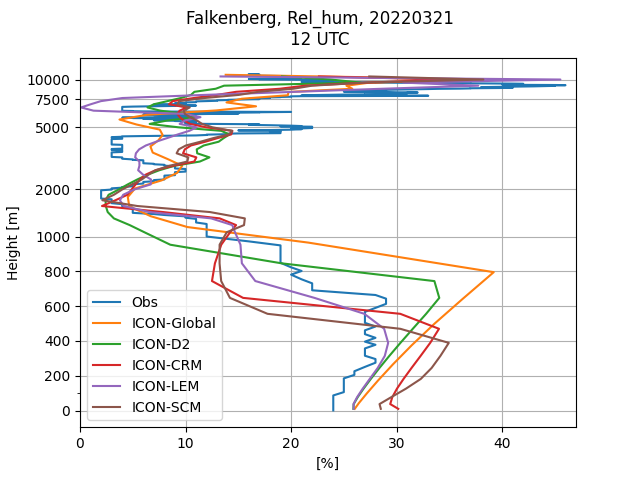 Falkenberg, Rel_hum, 20220321
12 UTC
Height [m]
10000
7500
5000
2000
1000
800
600
400
200
0
Obs
ICON-Global
ICON-D2
ICON-CRM
ICON-LEM
ICON-SCM
0 10 20 30 40
[%]